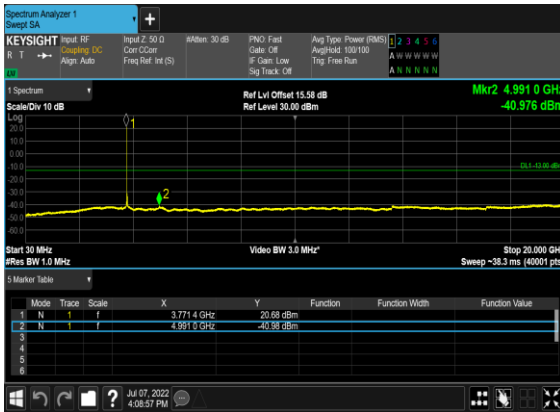 Spectrum Analyzer 1
Swept SA
KEYSIGHT Input: RF Input Z: 50 Ω #Atten: 30 dB PNO: Fast Avg Type: Power (RMS) 1 2 3 4 5 6
R T Coupling: DC Corr CCorr Gate: Off Avg|Hold: 100/100 A W W W W W
Align: Auto Freq Ref: Int (S) IF Gain: Low Trig: Free Run
Sig Track: Off A N N N N N
1 Spectrum Ref Lvl Offset 15.58 dB Mkr2 4.991 0 GHz
Scale/Div 10 dB Ref Level 30.00 dBm -40.976 dBm
Log
20.0
10.0
0.00
-10.0
DL1 -13.00 dBm
-20.0
-30.0
-40.0
-50.0
-60.0
1
2
Start 30 MHz Video BW 3.0 MHz* Stop 20.000 GHz
#Res BW 1.0 MHz Sweep ~38.3 ms (40001 pts)
5 Marker Table
Mode Trace Scale X Y Function Function Width Function Value
1 N 1 f 3.771 4 GHz 20.68 dBm
2 N 1 f 4.991 0 GHz -40.98 dBm
3
4
5
6
Jul 07, 2022
4:08:57 PM